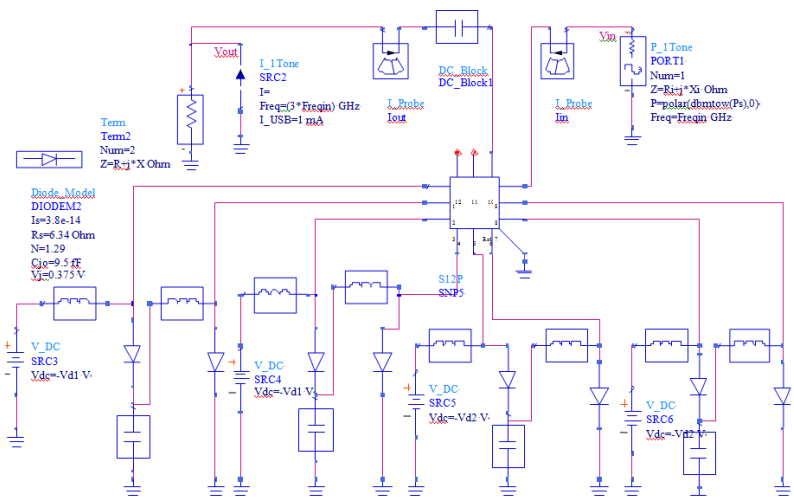 Vout
I_1Tone
SRC2
I=
Freq=(3*Freqin) GHz
I_USB=1 mA
Term
Term2
Num=2
Z=R+j*X Ohm
I_Probe
Iout
DC_Block
DC_Block1
I_Probe
Iin
Vin
P_1Tone
PORT1
Num=1
Z=Ri+j*Xi Ohm
P=polar(dbmtow(Ps),0)
Freq=Freqin GHz
Diode_Model
DIODEM2
Is=3.8e-14
Rs=6.34 Ohm
N=1.29
Cjo=9.5 fF
Vj=0.375 V
12 11 10
1 9
2 8
3 4 5 6 Ref 7
S12P
SNP5
V_DC
SRC3
Vdc=-Vd1 V
V_DC
SRC4
Vdc=-Vd1 V
V_DC
SRC5
Vdc=-Vd2 V
V_DC
SRC6
Vdc=-Vd2 V